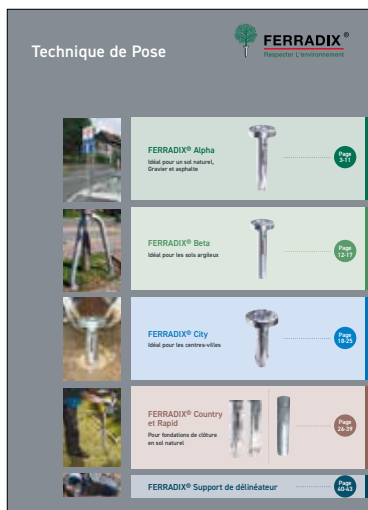 Technique de Pose
FERRADIX®
Respecter L'environnement
FERRADIX® Alpha
Idéal pour un sol naturel,
Gravier et asphalte
Page
3-11
FERRADIX® Beta
Idéal pour les sols argileux
Page
12-17
FERRADIX® City
Idéal pour les centres-villes
Page
18-25
FERRADIX® Country
et Rapid
Pour fondations de clôture
en sol naturel
Page
26-39
FERRADIX® Support de délinéateur
Page
40-43